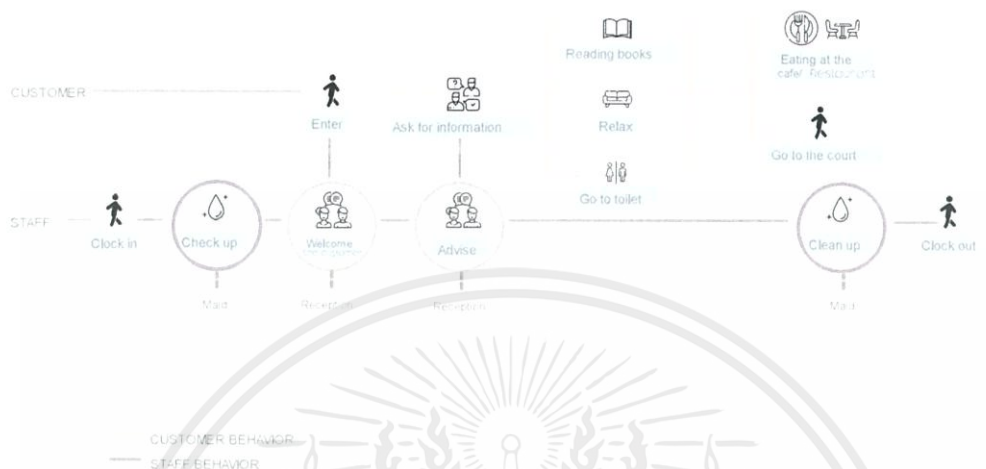 Reading books
Eating at the
cafe/ Restaurant
CUSTOMER
Enter
Ask for information
Relax
Go to the court
Go to toilet
STAFF
Clock in
Check up
Welcome
Advise
Clean up
Clock out
Maid
Reception
Reception
Maid
CUSTOMER BEHAVIOR
STAFF BEHAVIOR